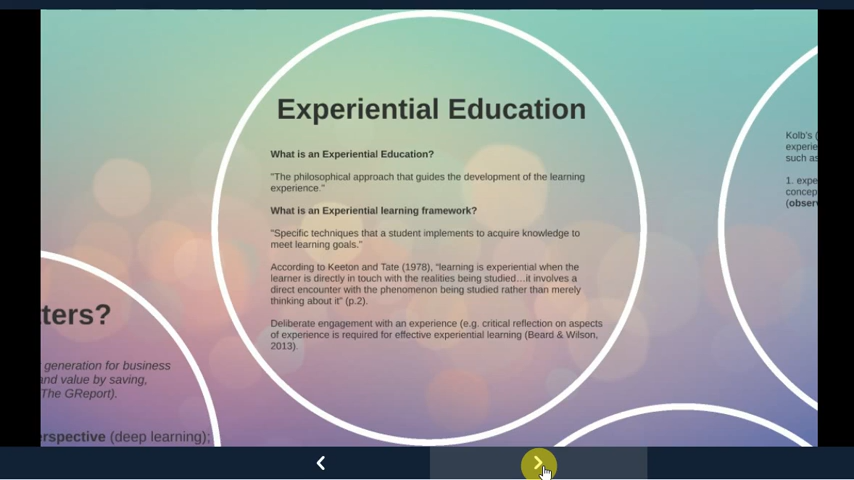 Experiential Education
What is an Experiential Education?
"The philosophical approach that guides the development of the learning
experience."
What is an Experiential learning framework?
"Specific techniques that a student implements to acquire knowledge to
meet learning goals."
According to Keeton and Tate (1978), "learning is experiential when the
learner is directly in touch with the realities being studied…it involves a
direct encounter with the phenomenon being studied rather than merely
thinking about it" (p.2).
Deliberate engagement with an experience (e.g. critical reflection on aspects
of experience is required for effective experiential learning (Beard & Wilson,
2013).
tters?
generation for business
and value by saving,
The GReport).
rspective (deep learning);
Kolb's (
experie
such as
1. expe
concep
(obser